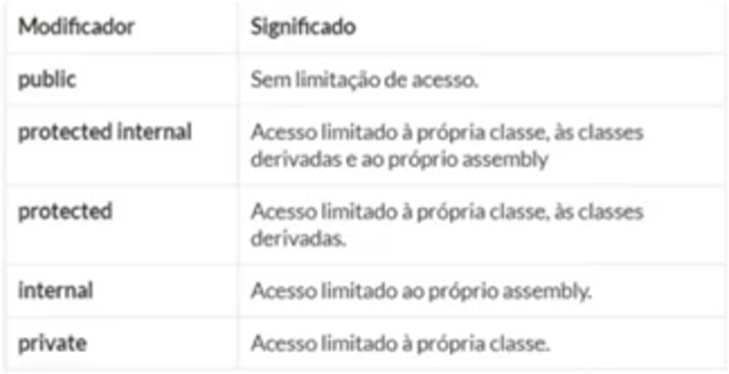 Modificador Significado
public Sem limitação de acesso.
protected internal Acesso limitado à própria classe, às classes
derivadas e ao próprio assembly
protected Acesso limitado à própria classe, às classes
derivadas.
internal Acesso limitado ao próprio assembly.
private Acesso limitado à própria classe.